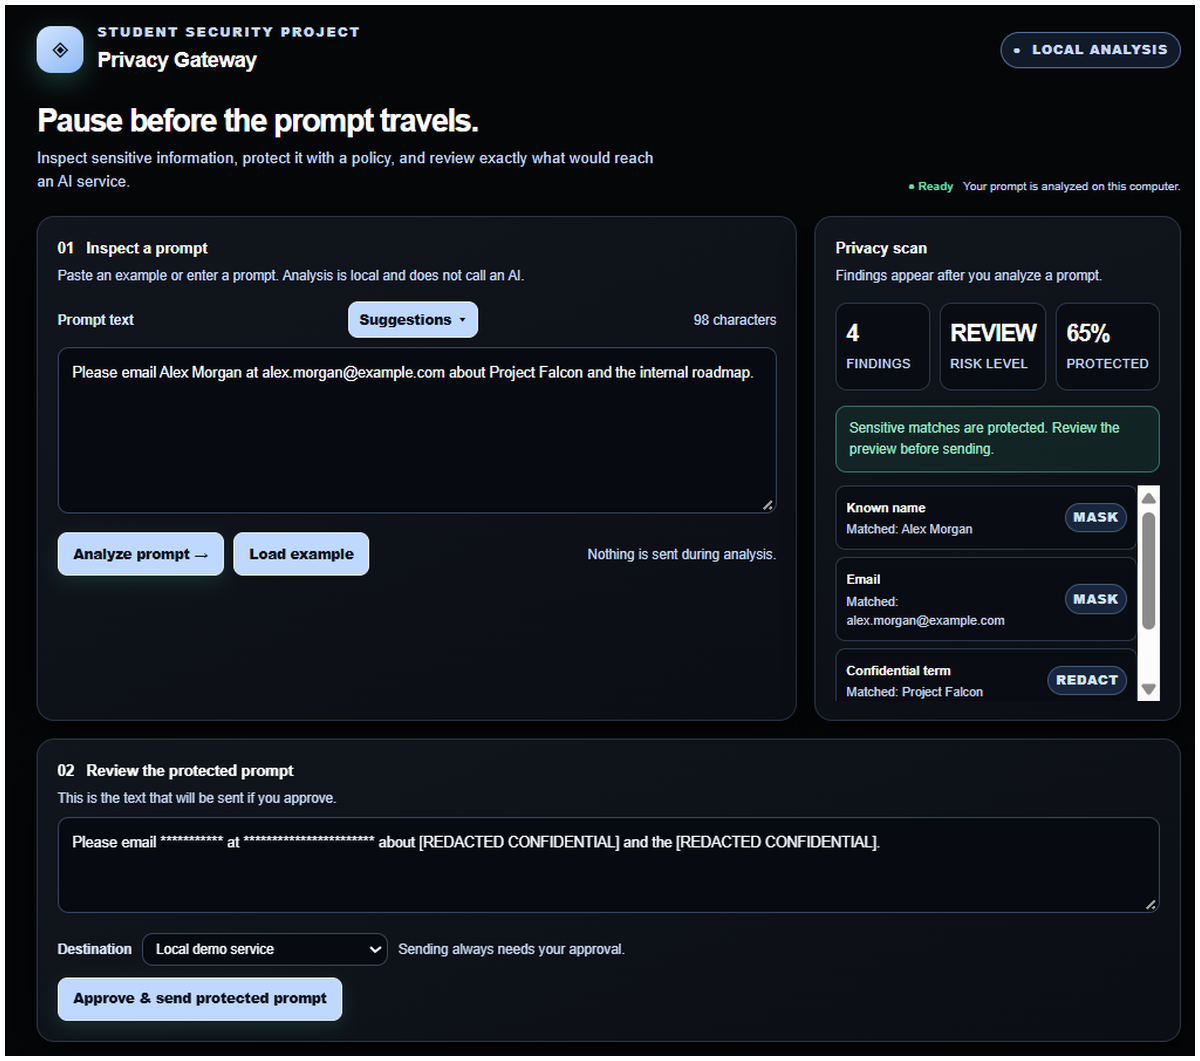 STUDENT SECURITY PROJECT
Privacy Gateway
LOCAL ANALYSIS
Pause before the prompt travels.
Inspect sensitive information, protect it with a policy, and review exactly what would reach
an AI service.
Ready Your prompt is analyzed on this computer.
01 Inspect a prompt
Paste an example or enter a prompt. Analysis is local and does not call an AI.
Prompt text
Suggestions
98 characters
Please email Alex Morgan at alex.morgan@example.com about Project Falcon and the internal roadmap.
Analyze prompt →
Load example
Nothing is sent during analysis.
Privacy scan
Findings appear after you analyze a prompt.
4
FINDINGS
REVIEW
RISK LEVEL
65%
PROTECTED
Sensitive matches are protected. Review the
preview before sending.
Known name
Matched: Alex Morgan
MASK
Email
Matched:
alex.morgan@example.com
MASK
Confidential term
Matched: Project Falcon
REDACT
02 Review the protected prompt
This is the text that will be sent if you approve.
Please email *********** at *********************** about [REDACTED CONFIDENTIAL] and the [REDACTED CONFIDENTIAL].
Destination
Local demo service
Sending always needs your approval.
Approve & send protected prompt